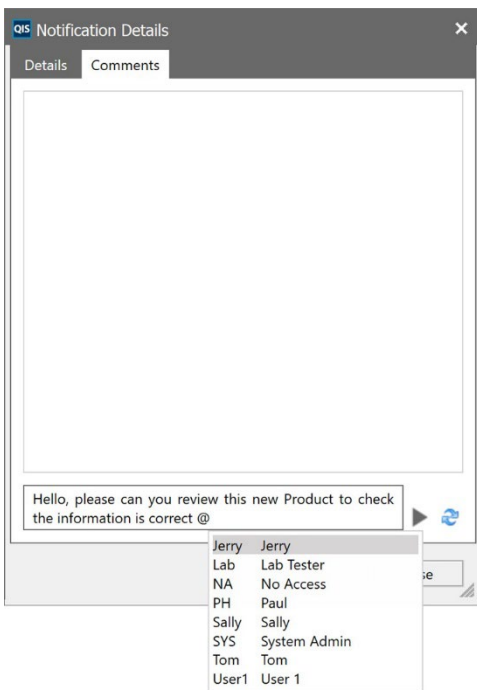 QIS Notification Details
Details Comments
Hello, please can you review this new Product to check
the information is correct @
Jerry Jerry
Lab Lab Tester
se
NA No Access
PH Paul
Sally Sally
SYS System Admin
Tom Tom
User1 User 1